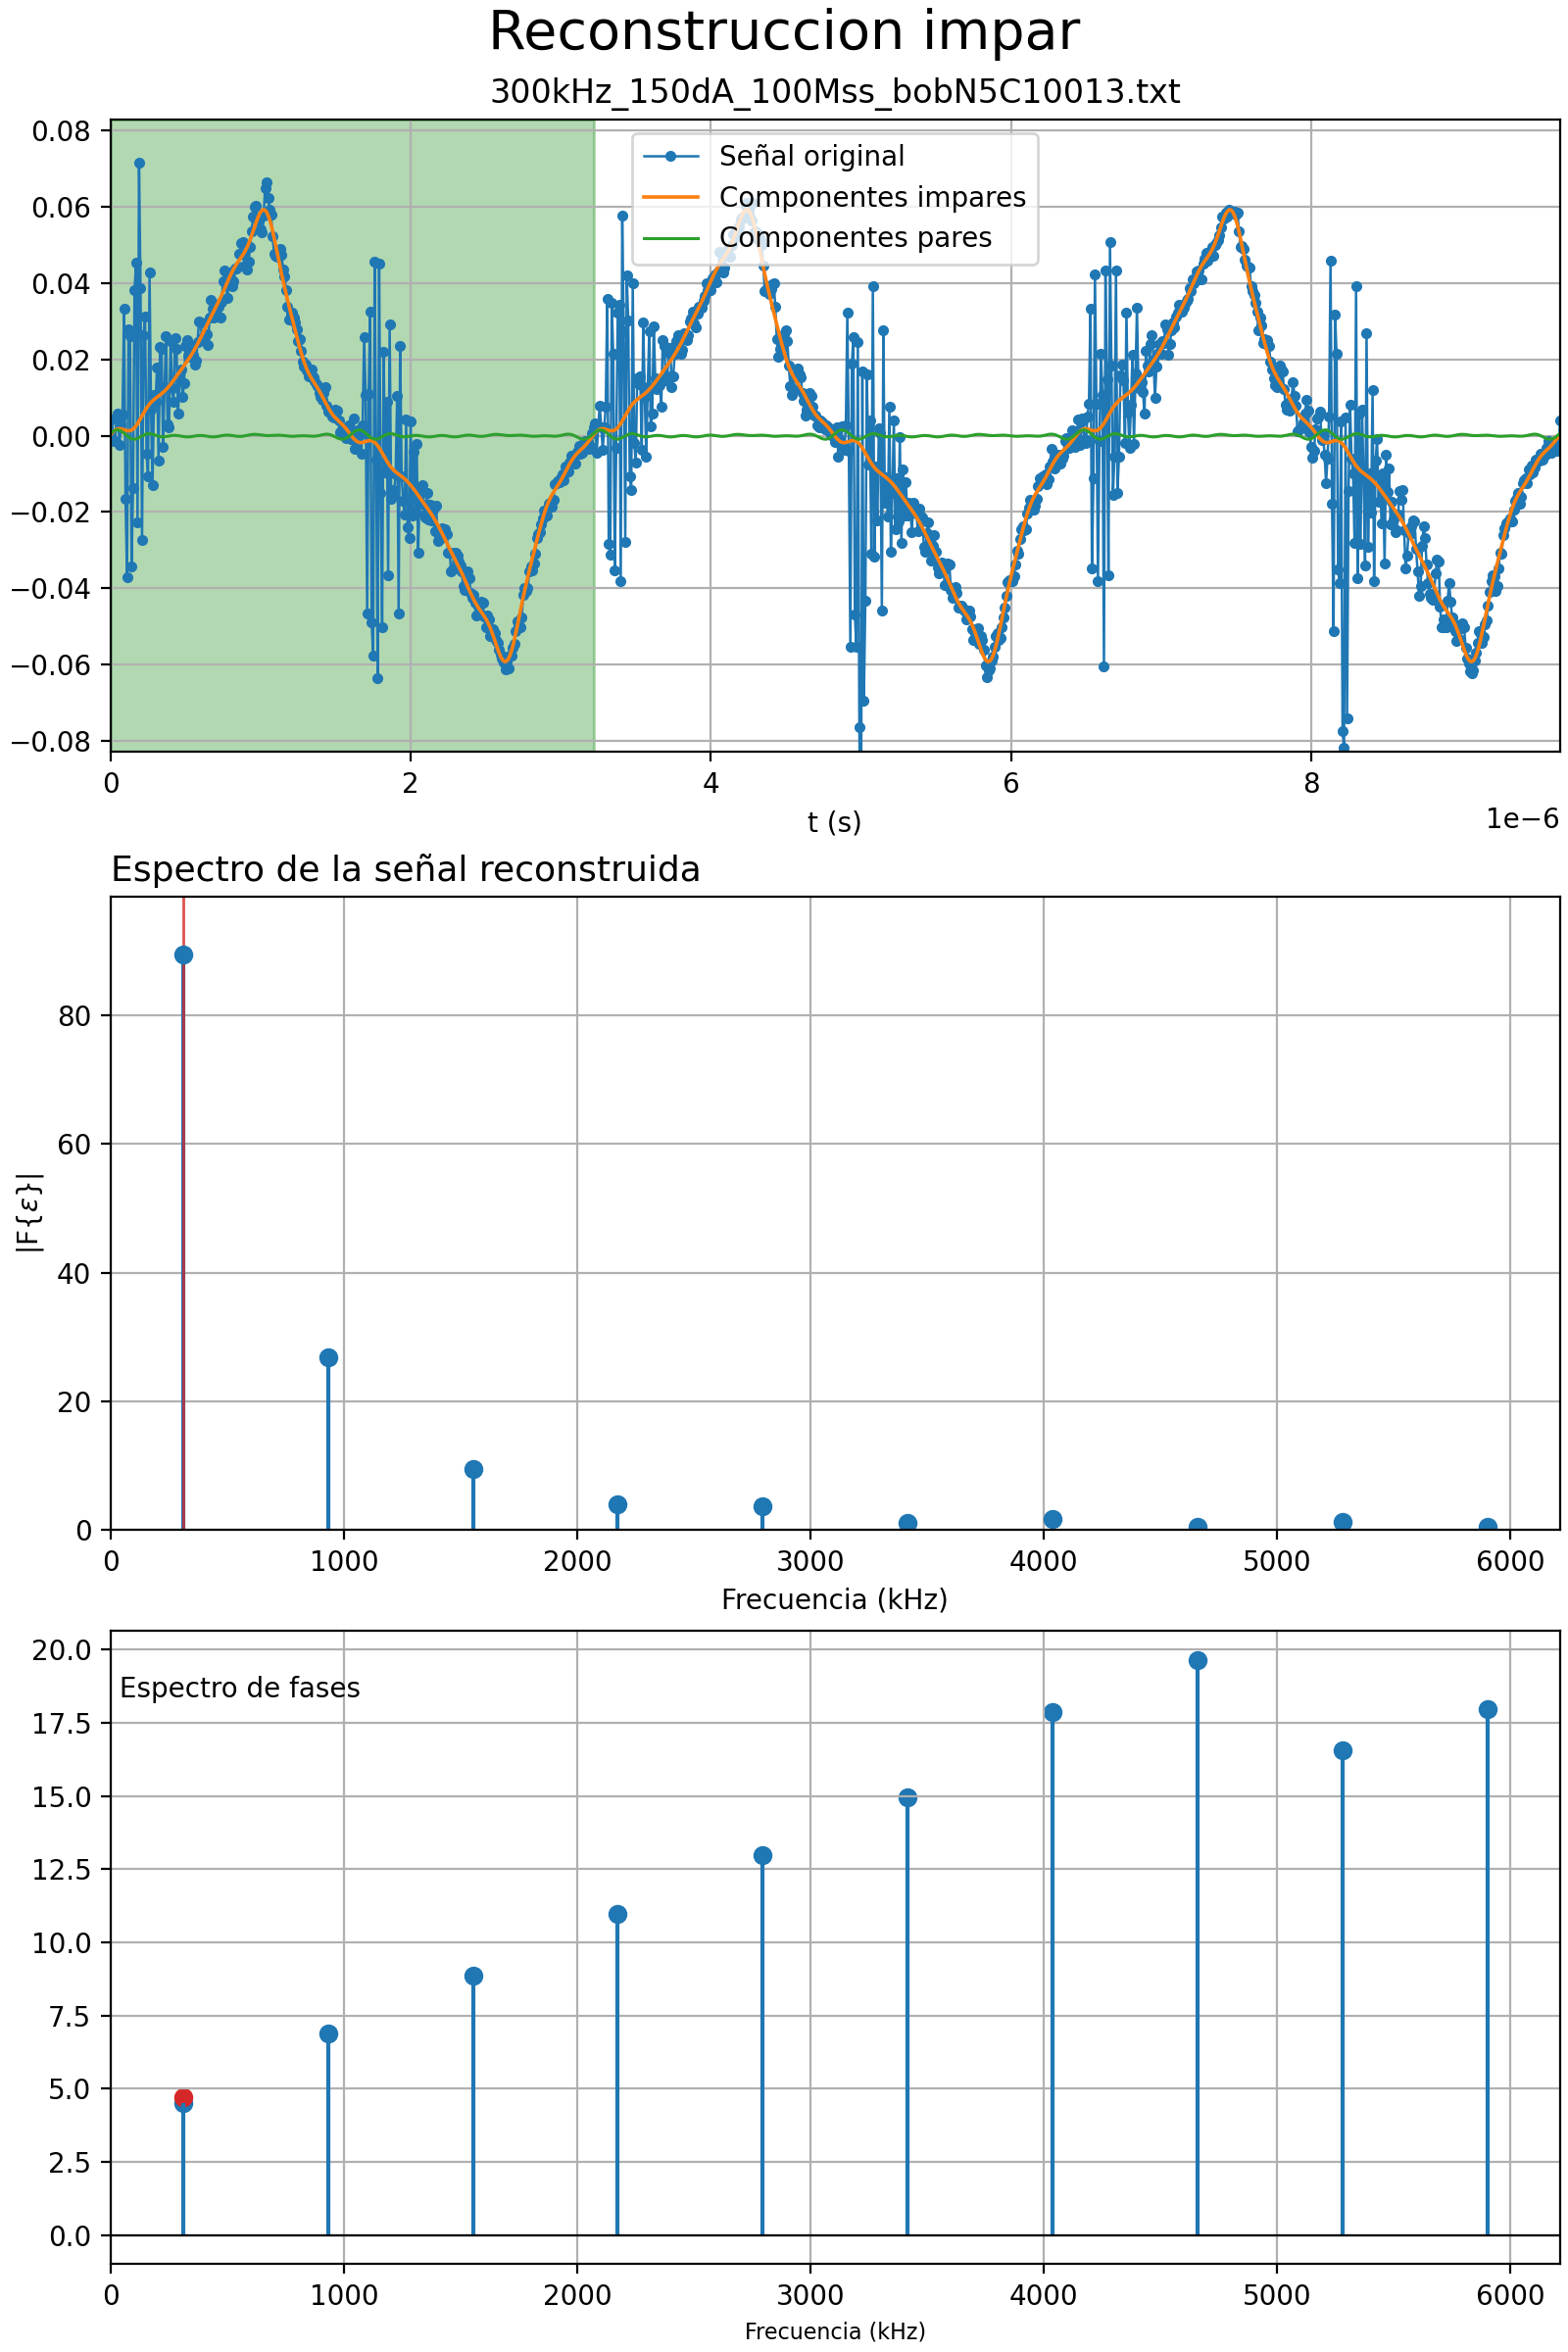 Reconstruccion impar
300kHz_150dA_100Mss_bobN5C10013.txt
0.08
0.06
0.04
0.02
0.00
−0.02
−0.04
−0.06
−0.08
Señal original
Componentes impares
Componentes pares
0 2 4 6 8
1e−6
t (s)
Espectro de la señal reconstruida
80
60
40
20
0
|F{ε}|
0 1000 2000 3000 4000 5000 6000
Frecuencia (kHz)
20.0
17.5
15.0
12.5
10.0
7.5
5.0
2.5
0.0
Espectro de fases
0 1000 2000 3000 4000 5000 6000
Frecuencia (kHz)